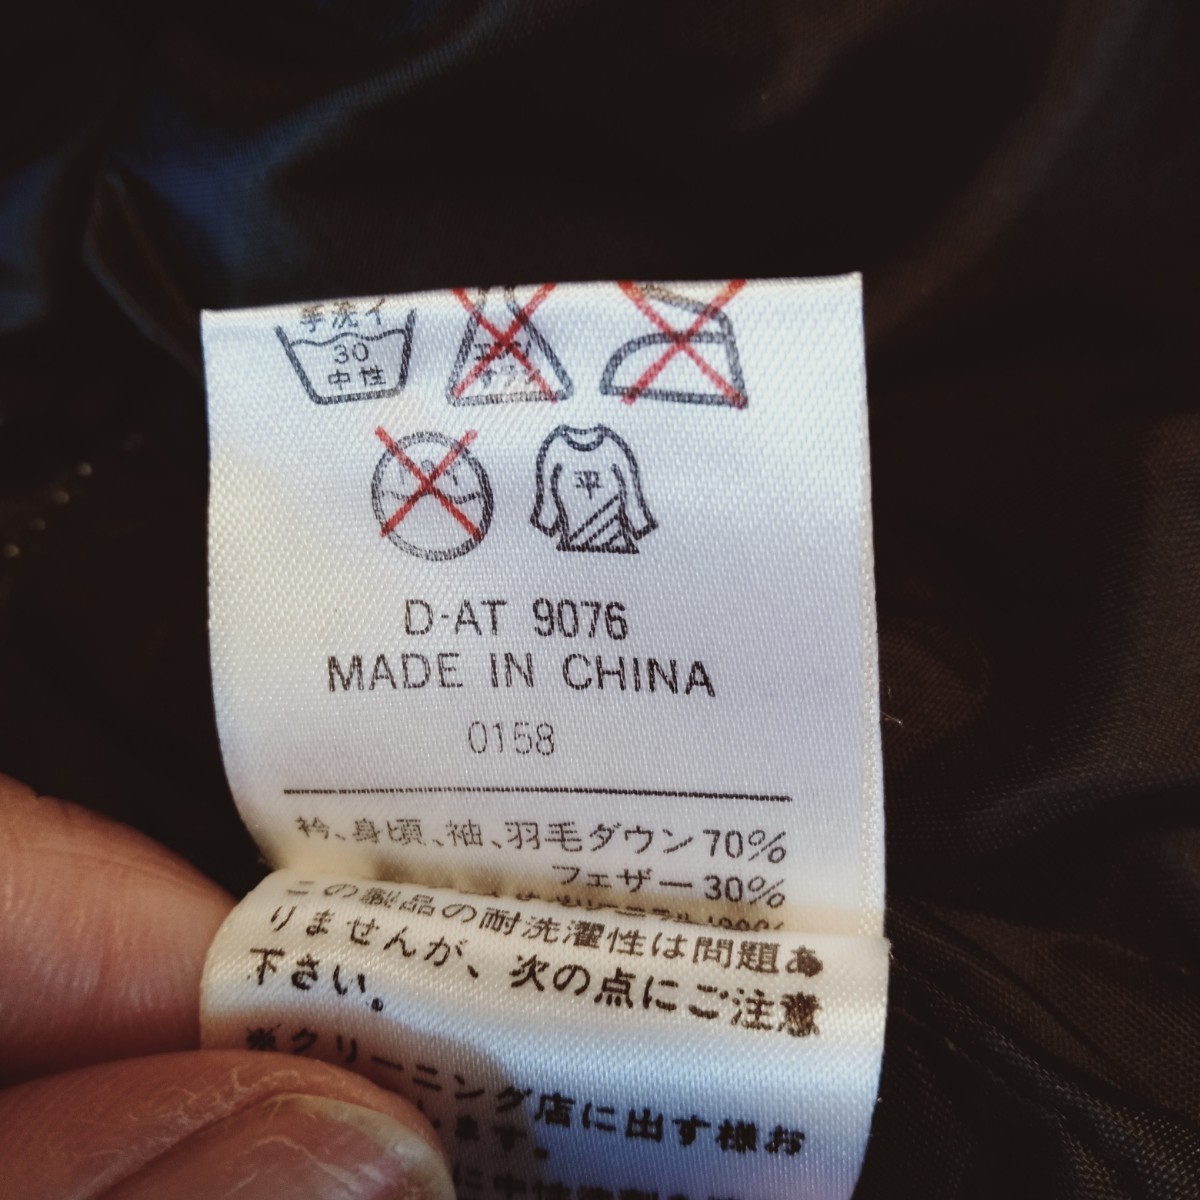 手洗イ
30
中性
平
D-AT 9076
MADE IN CHINA
0158
衿、身頃、袖、羽毛ダウン70%
フェザー30%
この製品の耐洗濯性は問題あ
りませんが、次の点にご注意
下さい。
※クリーニング店に出す様お
ます。